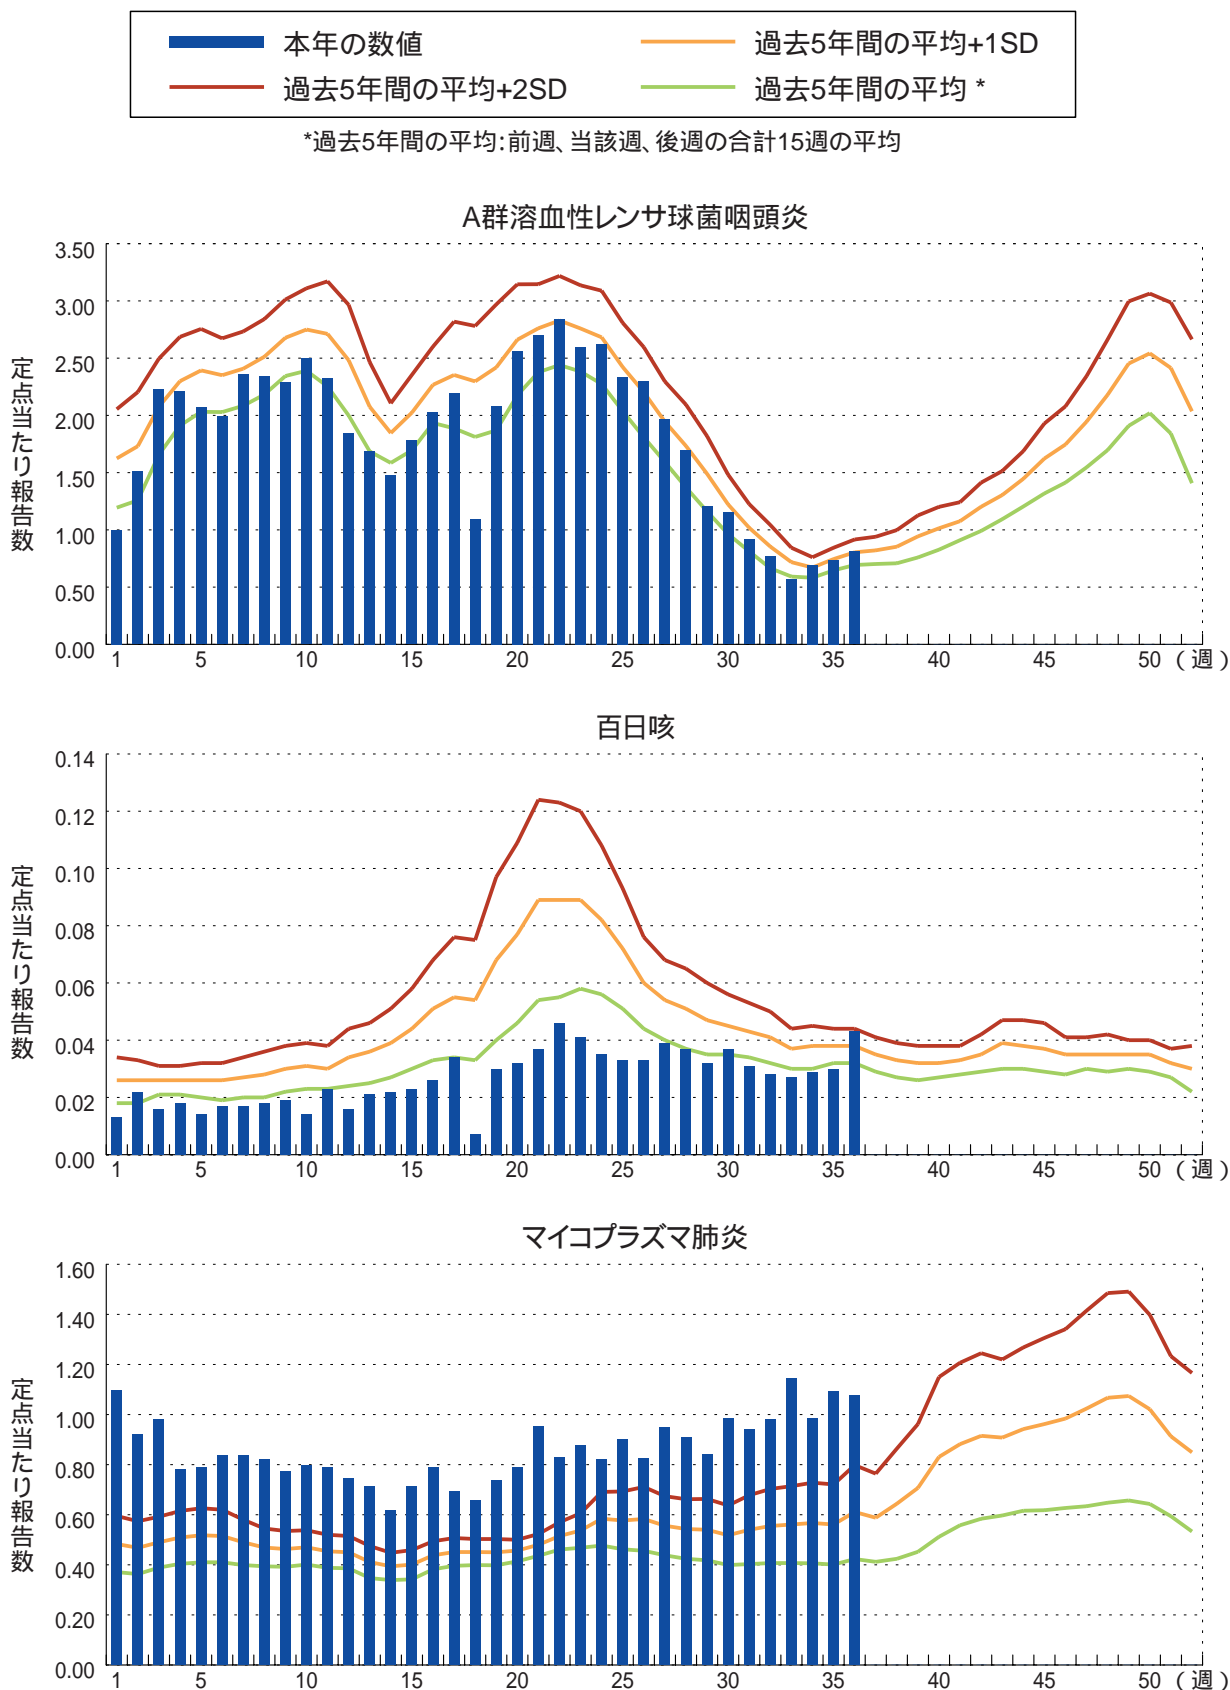 本年の数値
過去5年間の平均+1SD
過去5年間の平均+2SD
過去5年間の平均 *
*過去5年間の平均:前週、当該週、後週の合計15週の平均
A群溶血性レンサ球菌咽頭炎
定点当たり報告数
3.50
3.00
2.50
2.00
1.50
1.00
0.50
0.00
1 5 10 15 20 25 30 35 40 45 50 (週)
百日咳
定点当たり報告数
0.14
0.12
0.10
0.08
0.06
0.04
0.02
0.00
1 5 10 15 20 25 30 35 40 45 50 (週)
マイコプラズマ肺炎
定点当たり報告数
1.60
1.40
1.20
1.00
0.80
0.60
0.40
0.20
0.00
1 5 10 15 20 25 30 35 40 45 50 (週)